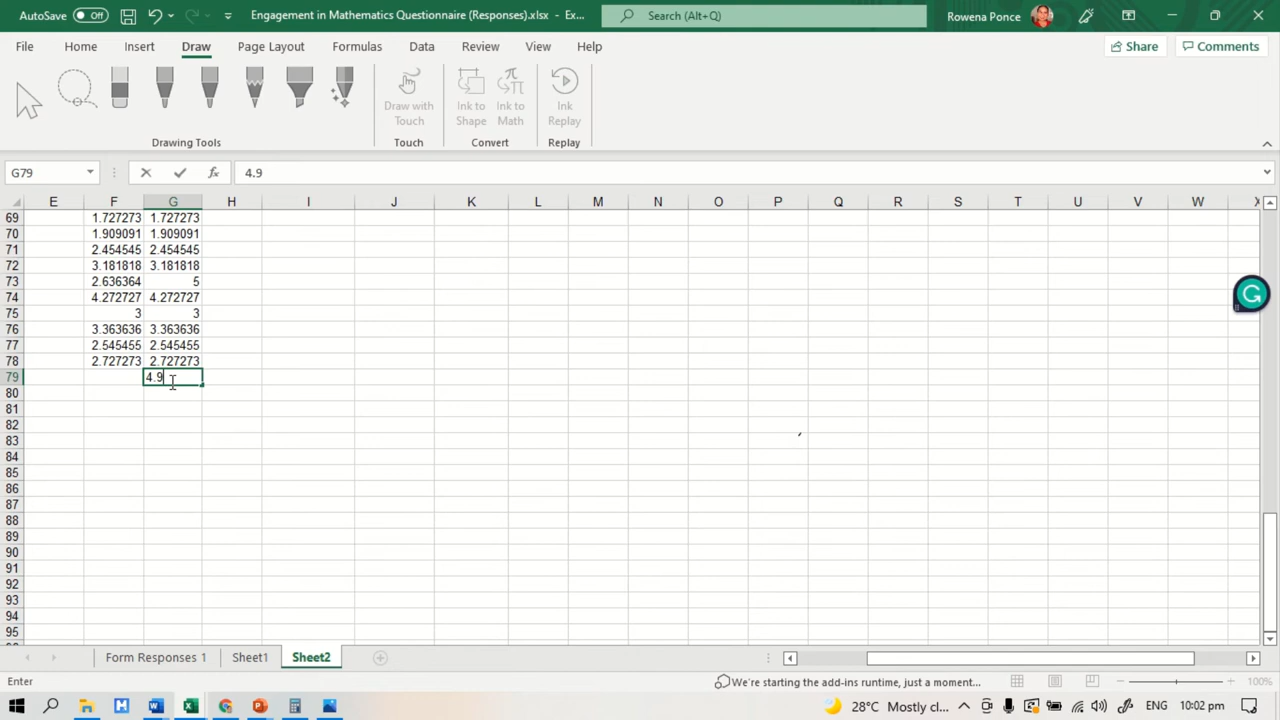 AutoSave Off Engagement in Mathematics Questionnaire (Responses).xlsx - Ex... Search (Alt+Q) Rowena Ponce
File Home Insert Draw Page Layout Formulas Data Review View Help Share Comments
Draw with Touch
Ink to Shape
Ink to Math
Ink Replay
Drawing Tools Touch Convert Replay
G79 fx 4.9
E F G H I J K L M N O P Q R S T U V W X
69 1.727273 1.727273
70 1.909091 1.909091
71 2.454545 2.454545
72 3.181818 3.181818
73 2.636364 5
74 4.272727 4.272727
75 3 3
76 3.363636 3.363636
77 2.545455 2.545455
78 2.727273 2.727273
79 4.9
80
81
82
83
84
85
86
87
88
89
90
91
92
93
94
95
Form Responses 1 Sheet1 Sheet2
Enter We're starting the add-ins runtime, just a moment... 100%
28°C Mostly cl... ENG 10:02 pm